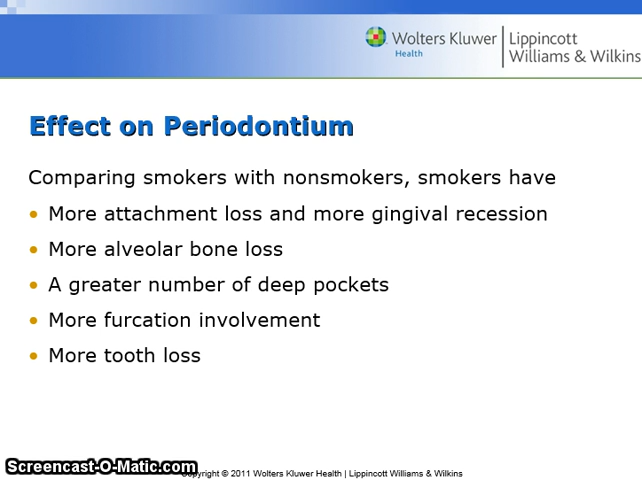 Wolters Kluwer
Health
Lippincott
Williams & Wilkins
Effect on Periodontium
Comparing smokers with nonsmokers, smokers have
• More attachment loss and more gingival recession
• More alveolar bone loss
• A greater number of deep pockets
• More furcation involvement
• More tooth loss
Screencast-O-Matic.com
Copyright © 2011 Wolters Kluwer Health | Lippincott Williams & Wilkins